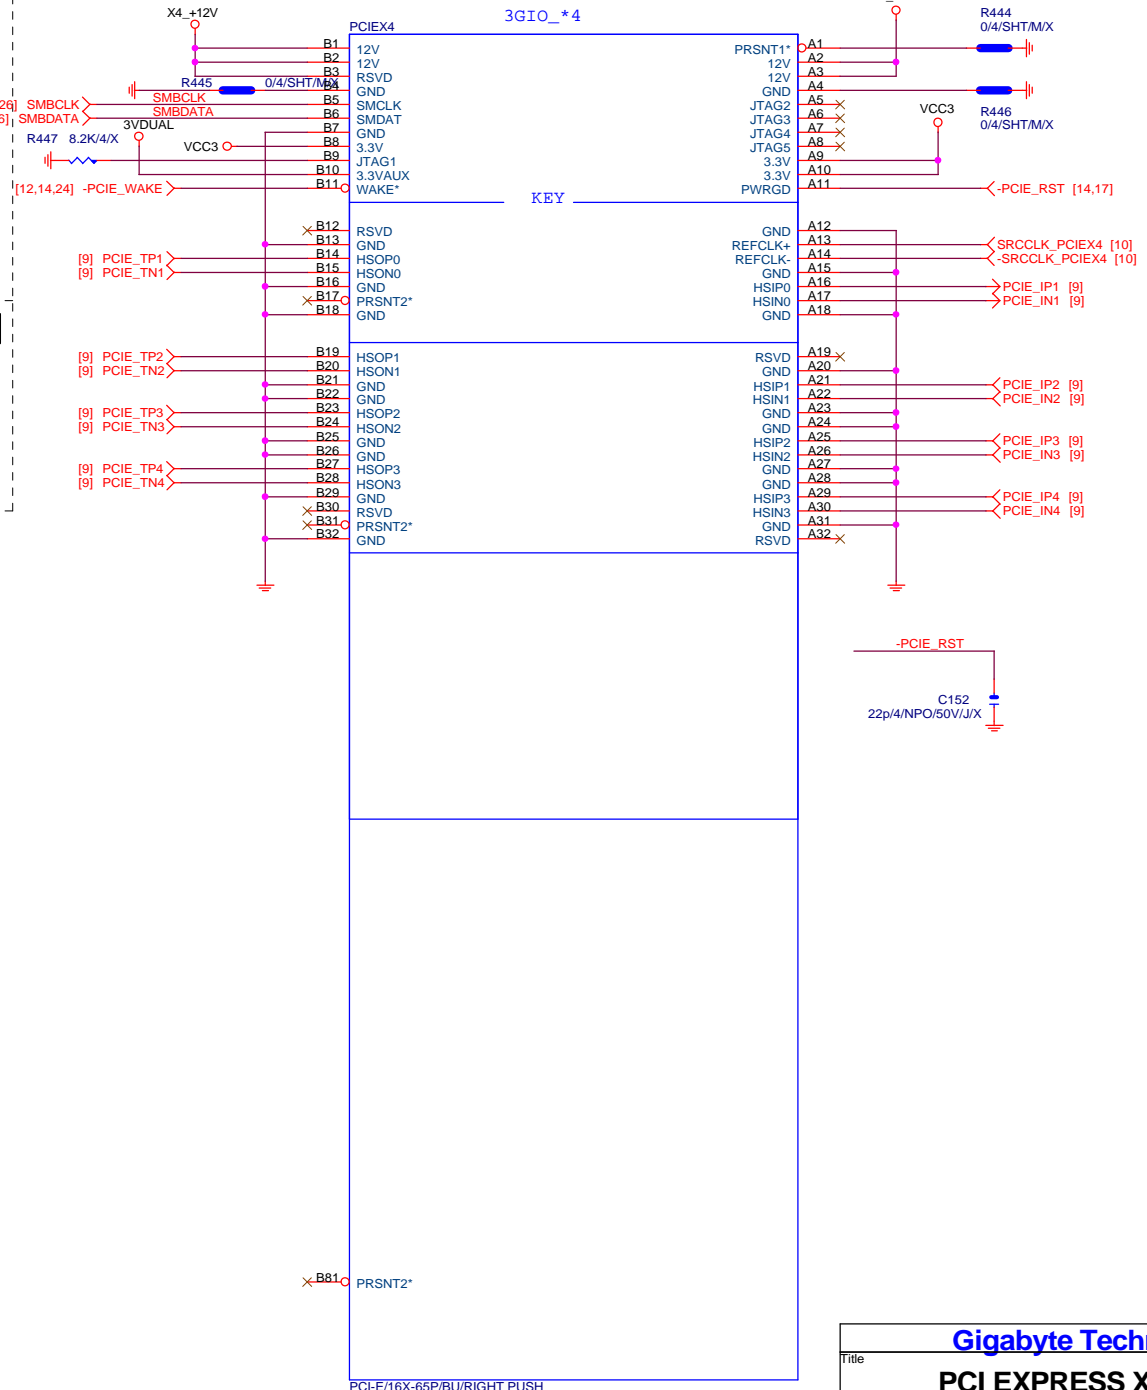 X4_+12V
3GIO_*4
R444
0/4/SHT/M/X
PCIEX4
B1 12V PRSNT1* A1
B2 12V 12V A2
B3 RSVD 12V A3
R445 0/4/SHT/M/X B4 GND GND A4
SMBCLK SMBCLK B5 SMCLK JTAG2 A5
SMBDATA SMBDATA B6 SMDAT JTAG3 A6
R446
0/4/SHT/M/X
VCC3
3VDUAL B7 GND JTAG4 A7
R447 8.2K/4/X
VCC3 B8 3.3V JTAG5 A8
B9 JTAG1 3.3V A9
B10 3.3VAUX 3.3V A10
[12,14,24] -PCIE_WAKE B11 WAKE* PWRGD A11 -PCIE_RST [14,17]
KEY
B12 RSVD GND A12
B13 GND REFCLK+ A13 SRCCLK_PCIEX4 [10]
[9] PCIE_TP1 B14 HSOP0 REFCLK- A14 -SRCCLK_PCIEX4 [10]
[9] PCIE_TN1 B15 HSON0 GND A15
B16 GND HSIP0 A16 PCIE_IP1 [9]
B17 PRSNT2* HSIN0 A17 PCIE_IN1 [9]
B18 GND GND A18
[9] PCIE_TP2 B19 HSOP1 RSVD A19
[9] PCIE_TN2 B20 HSON1 GND A20
B21 GND HSIP1 A21 PCIE_IP2 [9]
B22 GND HSIN1 A22 PCIE_IN2 [9]
[9] PCIE_TP3 B23 HSOP2 GND A23
[9] PCIE_TN3 B24 HSON2 GND A24
B25 GND HSIP2 A25 PCIE_IP3 [9]
B26 GND HSIN2 A26 PCIE_IN3 [9]
[9] PCIE_TP4 B27 HSOP3 GND A27
[9] PCIE_TN4 B28 HSON3 GND A28
B29 GND HSIP3 A29 PCIE_IP4 [9]
B30 RSVD HSIN3 A30 PCIE_IN4 [9]
B31 PRSNT2* GND A31
B32 GND RSVD A32
-PCIE_RST
C152
22p/4/NPO/50V/J/X
B81 PRSNT2*
PCI-E/16X-65P/BU/RIGHT PUSH
Gigabyte
Title
PCI EXPRESS